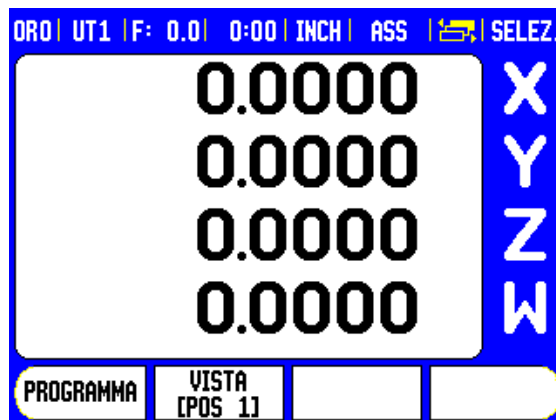 ORO| UT1 |F: 0.0| 0:00|INCH| ASS | |SELEZ.
0.0000 X
0.0000 Y
0.0000 Z
0.0000 W
PROGRAMMA VISTA [POS 1]